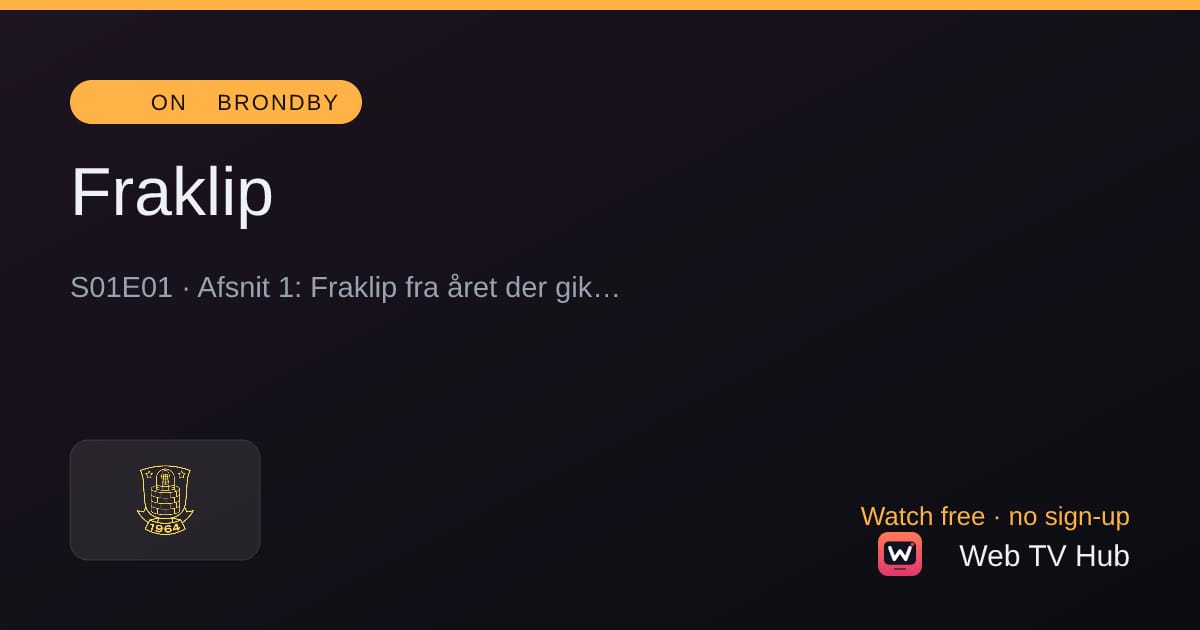 ON BRONDBY
Fraklip
S01E01 · Afsnit 1: Fraklip fra året der gik…
1964
Watch free · no sign-up
W
Web TV Hub